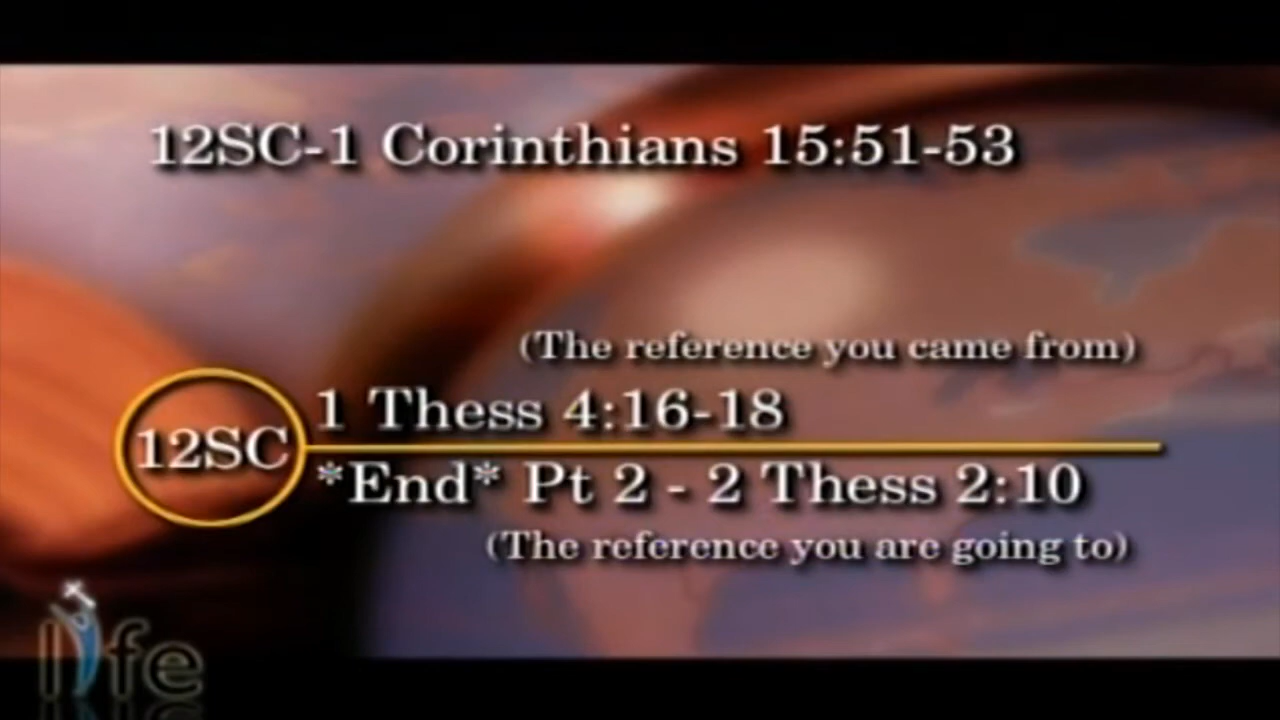 12SC-1 Corinthians 15:51-53
(The reference you came from)
1 Thess 4:16-18
12SC
*End* Pt 2 - 2 Thess 2:10
(The reference you are going to)
life